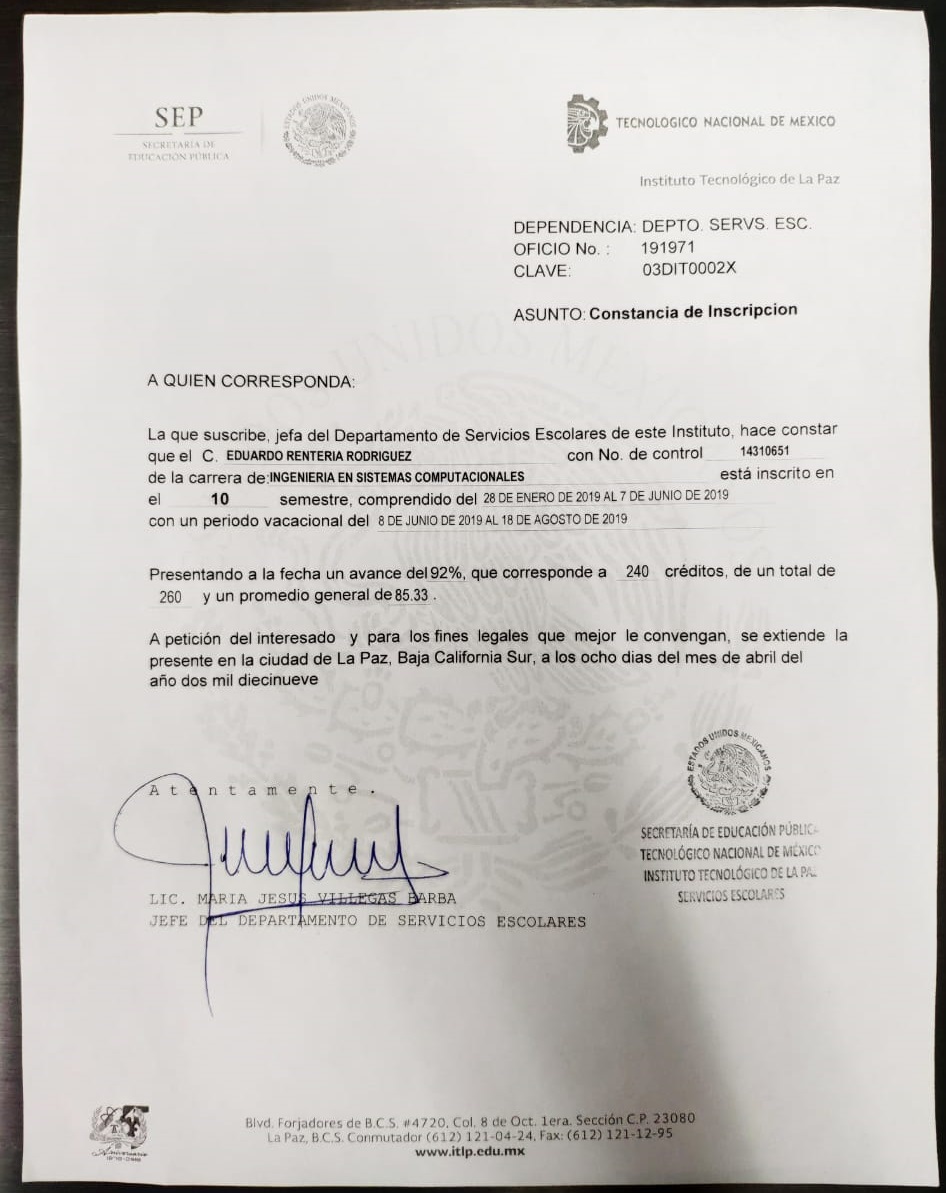 SEP
SECRETARÍA DE
EDUCACIÓN PÚBLICA
ESTADOS UNIDOS MEXICANOS
TECNOLOGICO NACIONAL DE MEXICO
Instituto Tecnológico de La Paz
DEPENDENCIA: DEPTO. SERVS. ESC.
OFICIO No. : 191971
CLAVE: 03DIT0002X
ASUNTO: Constancia de Inscripcion
A QUIEN CORRESPONDA:
La que suscribe, jefa del Departamento de Servicios Escolares de este Instituto, hace constar
que el C. EDUARDO RENTERIA RODRIGUEZ con No. de control 14310651
de la carrera de:INGENIERIA EN SISTEMAS COMPUTACIONALES está inscrito en
el 10 semestre, comprendido del 28 DE ENERO DE 2019 AL 7 DE JUNIO DE 2019
con un periodo vacacional del 8 DE JUNIO DE 2019 AL 18 DE AGOSTO DE 2019
Presentando a la fecha un avance del 92%, que corresponde a 240 créditos, de un total de
260 y un promedio general de 85.33 .
A petición del interesado y para los fines legales que mejor le convengan, se extiende la
presente en la ciudad de La Paz, Baja California Sur, a los ocho dias del mes de abril del
año dos mil diecinueve
Atentamente.
LIC. MARIA JESUS VILLEGAS BARBA
JEFE DEL DEPARTAMENTO DE SERVICIOS ESCOLARES
ESTADOS UNIDOS MEXICANOS
SECRETARÍA DE EDUCACIÓN PÚBLICA
TECNOLÓGICO NACIONAL DE MÉXICO
INSTITUTO TECNOLÓGICO DE LA PAZ
SERVICIOS ESCOLARES
Aniversario
Blvd. Forjadores de B.C.S. #4720, Col. 8 de Oct. 1era. Sección C.P. 23080
La Paz, B.C.S. Conmutador (612) 121-04-24, Fax: (612) 121-12-95
www.itlp.edu.mx